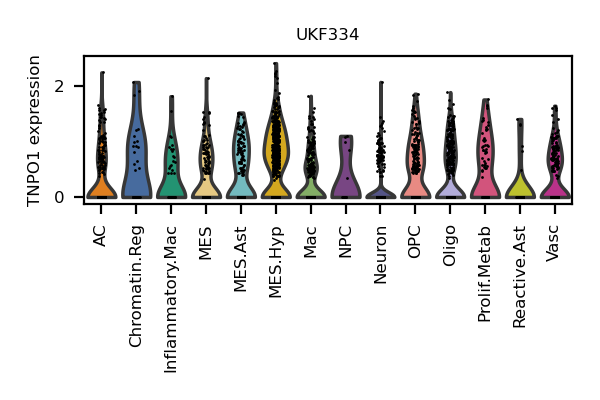 UKF334
TNPO1 expression
2
0
AC
Chromatin.Reg
Inflammatory.Mac
MES
MES.Ast
MES.Hyp
Mac
NPC
Neuron
OPC
Oligo
Prolif.Metab
Reactive.Ast
Vasc